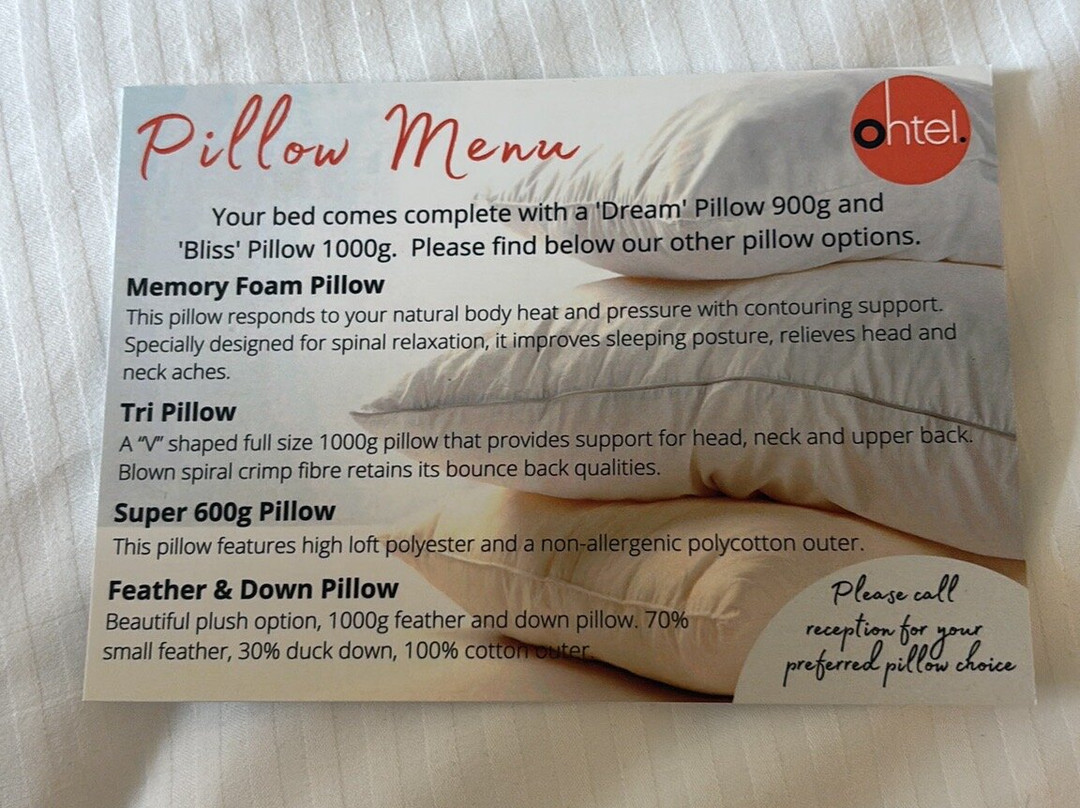 Pillow Menu
ohtel.
Your bed comes complete with a 'Dream' Pillow 900g and
'Bliss' Pillow 1000g. Please find below our other pillow options.
Memory Foam Pillow
This pillow responds to your natural body heat and pressure with contouring support.
Specially designed for spinal relaxation, it improves sleeping posture, relieves head and
neck aches.
Tri Pillow
A “V” shaped full size 1000g pillow that provides support for head, neck and upper back.
Blown spiral crimp fibre retains its bounce back qualities.
Super 600g Pillow
This pillow features high loft polyester and a non-allergenic polycotton outer.
Feather & Down Pillow
Beautiful plush option, 1000g feather and down pillow. 70%
small feather, 30% duck down, 100% cotton outer.
Please call
reception for your
preferred pillow choice